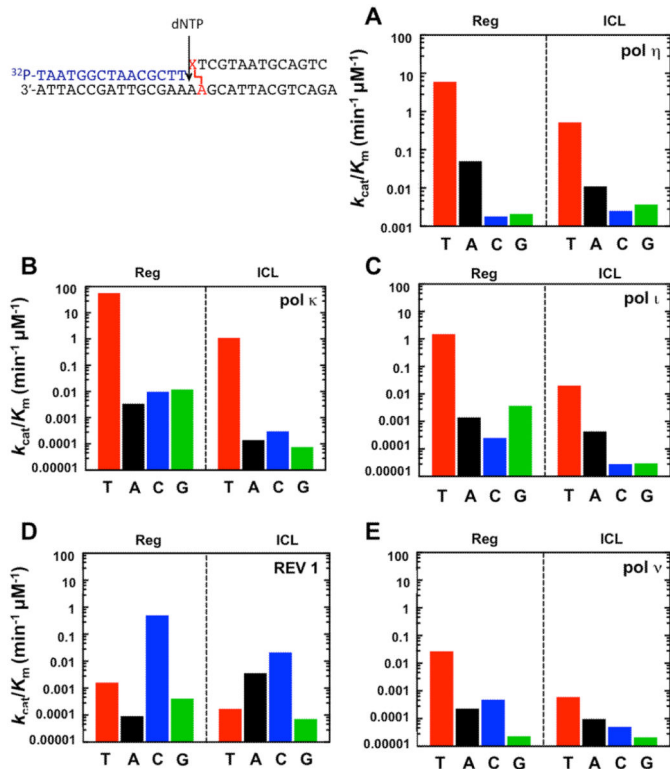 dNTP
XTCGTAATGCAGTC
32P-TAATGGCTAACGCTT
3'-ATTACCGATTGCGAAAAGCATTACGTCAGA
A
Reg
ICL
pol η
kcat/Km (min-1 μM-1)
100
10
1
0.1
0.01
0.001
T A C G T A C G
B
Reg
ICL
pol κ
kcat/Km (min-1 μM-1)
100
10
1
0.1
0.01
0.001
0.0001
0.00001
T A C G T A C G
C
Reg
ICL
pol ι
kcat/Km (min-1 μM-1)
100
10
1
0.1
0.01
0.001
0.0001
0.00001
T A C G T A C G
D
Reg
ICL
REV 1
kcat/Km (min-1 μM-1)
100
10
1
0.1
0.01
0.001
0.0001
0.00001
T A C G T A C G
E
Reg
ICL
pol ν
kcat/Km (min-1 μM-1)
100
10
1
0.1
0.01
0.001
0.0001
0.00001
T A C G T A C G